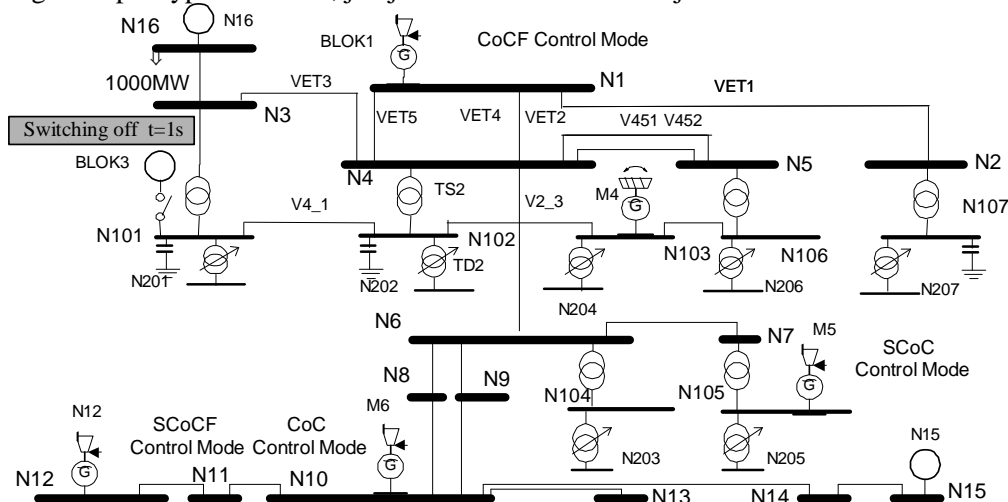 N16
N16
BLOK1
CoCF Control Mode
1000MW
VET3
N1
VET1
N3
VET5
VET4
VET2
Switching off t=1s
V451 V452
BLOK3
N4
N5
N2
TS2
M4
V4_1
V2_3
N107
N101
N102
N103
N106
TD2
N201
N202
N204
N206
N207
N6
N7
M5
SCoC
Control Mode
N8
N9
N104
N105
N12
SCoCF
Control Mode
CoC
Control Mode
M6
N203
N205
N15
N12
N11
N10
N13
N14
N15
G
G
G
G
G